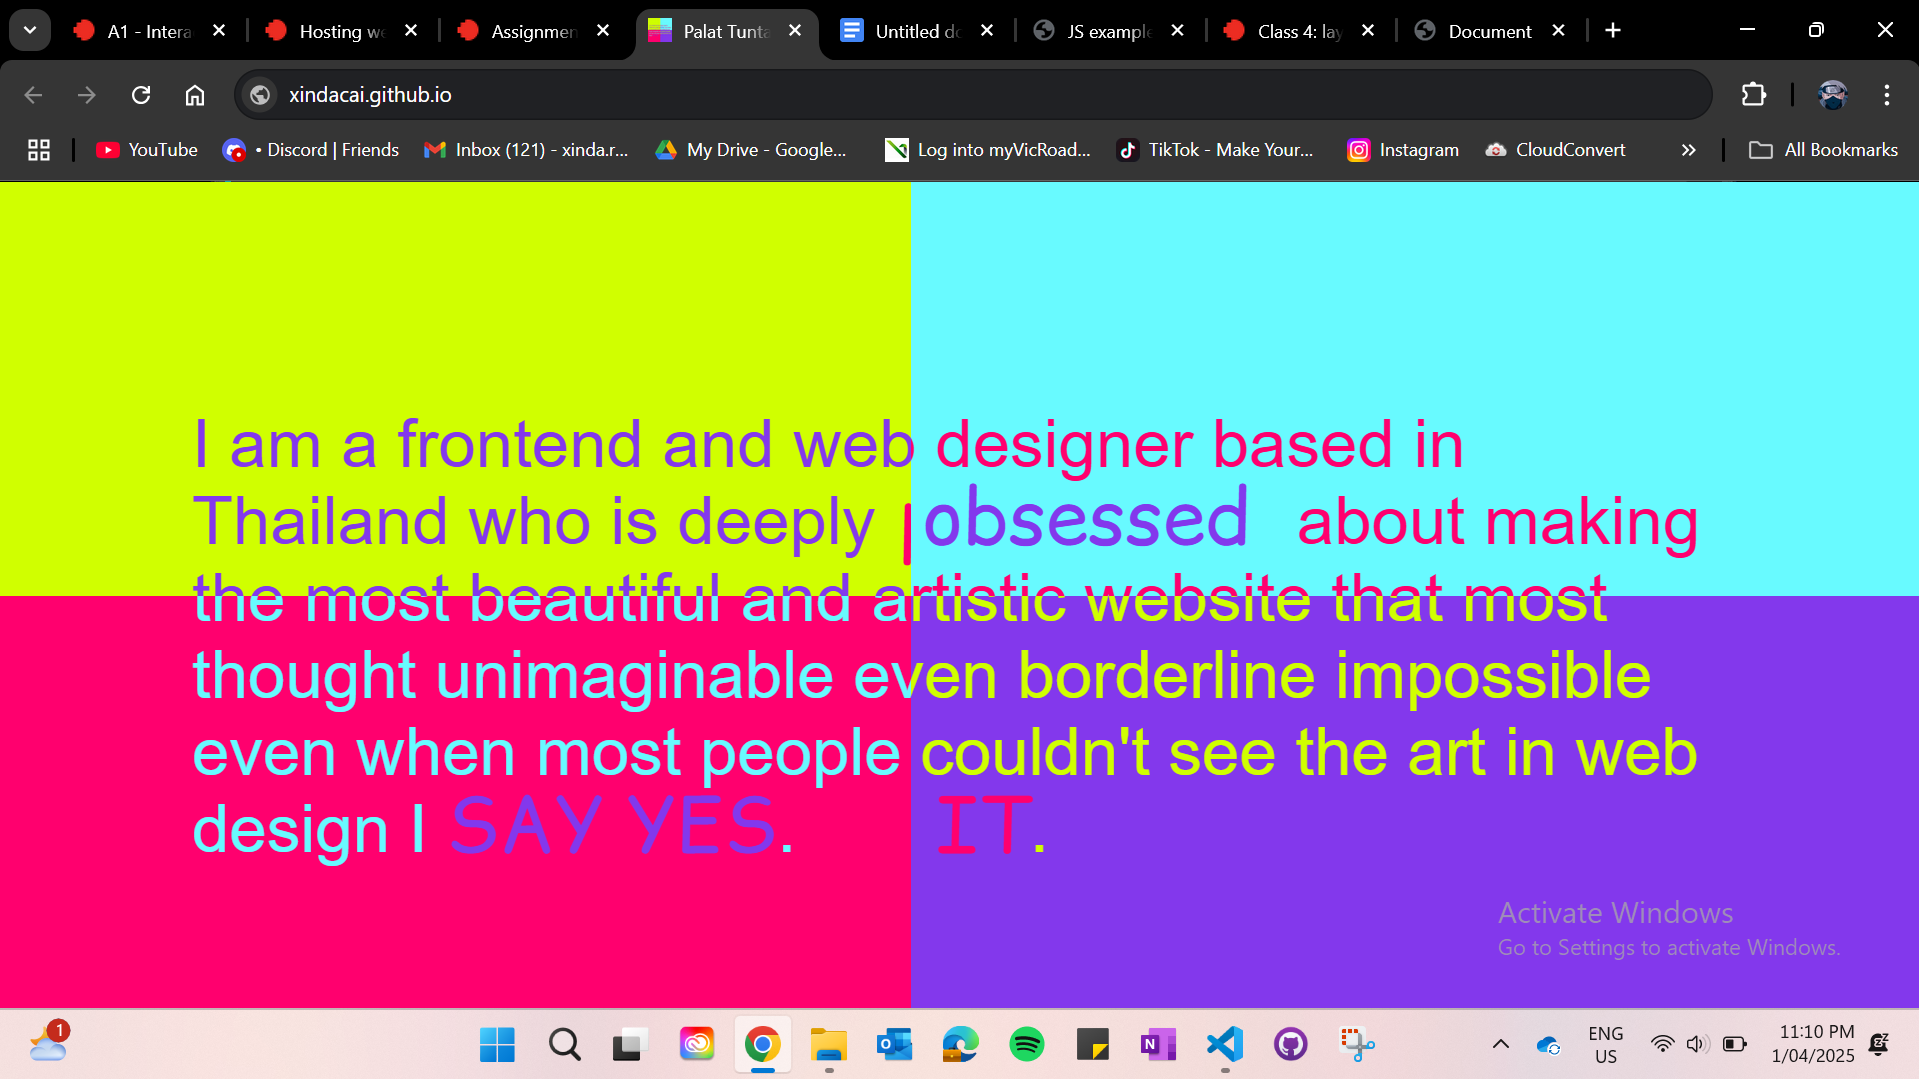 A1 - Intera
Hosting we
Assignmen
Palat Tunta
Untitled do
JS example
Class 4: lay
Document
xindacai.github.io
YouTube
• Discord | Friends
Inbox (121) - xinda.r...
My Drive - Google...
Log into myVicRoad...
TikTok - Make Your...
Instagram
CloudConvert
All Bookmarks
I am a frontend and web designer based in
Thailand who is deeply obsessed about making
the most beautiful and artistic website that most
thought unimaginable even borderline impossible
even when most people couldn't see the art in web
design I SAY YES. IT.
Activate Windows
Go to Settings to activate Windows.
1
ENG
US
11:10 PM
1/04/2025